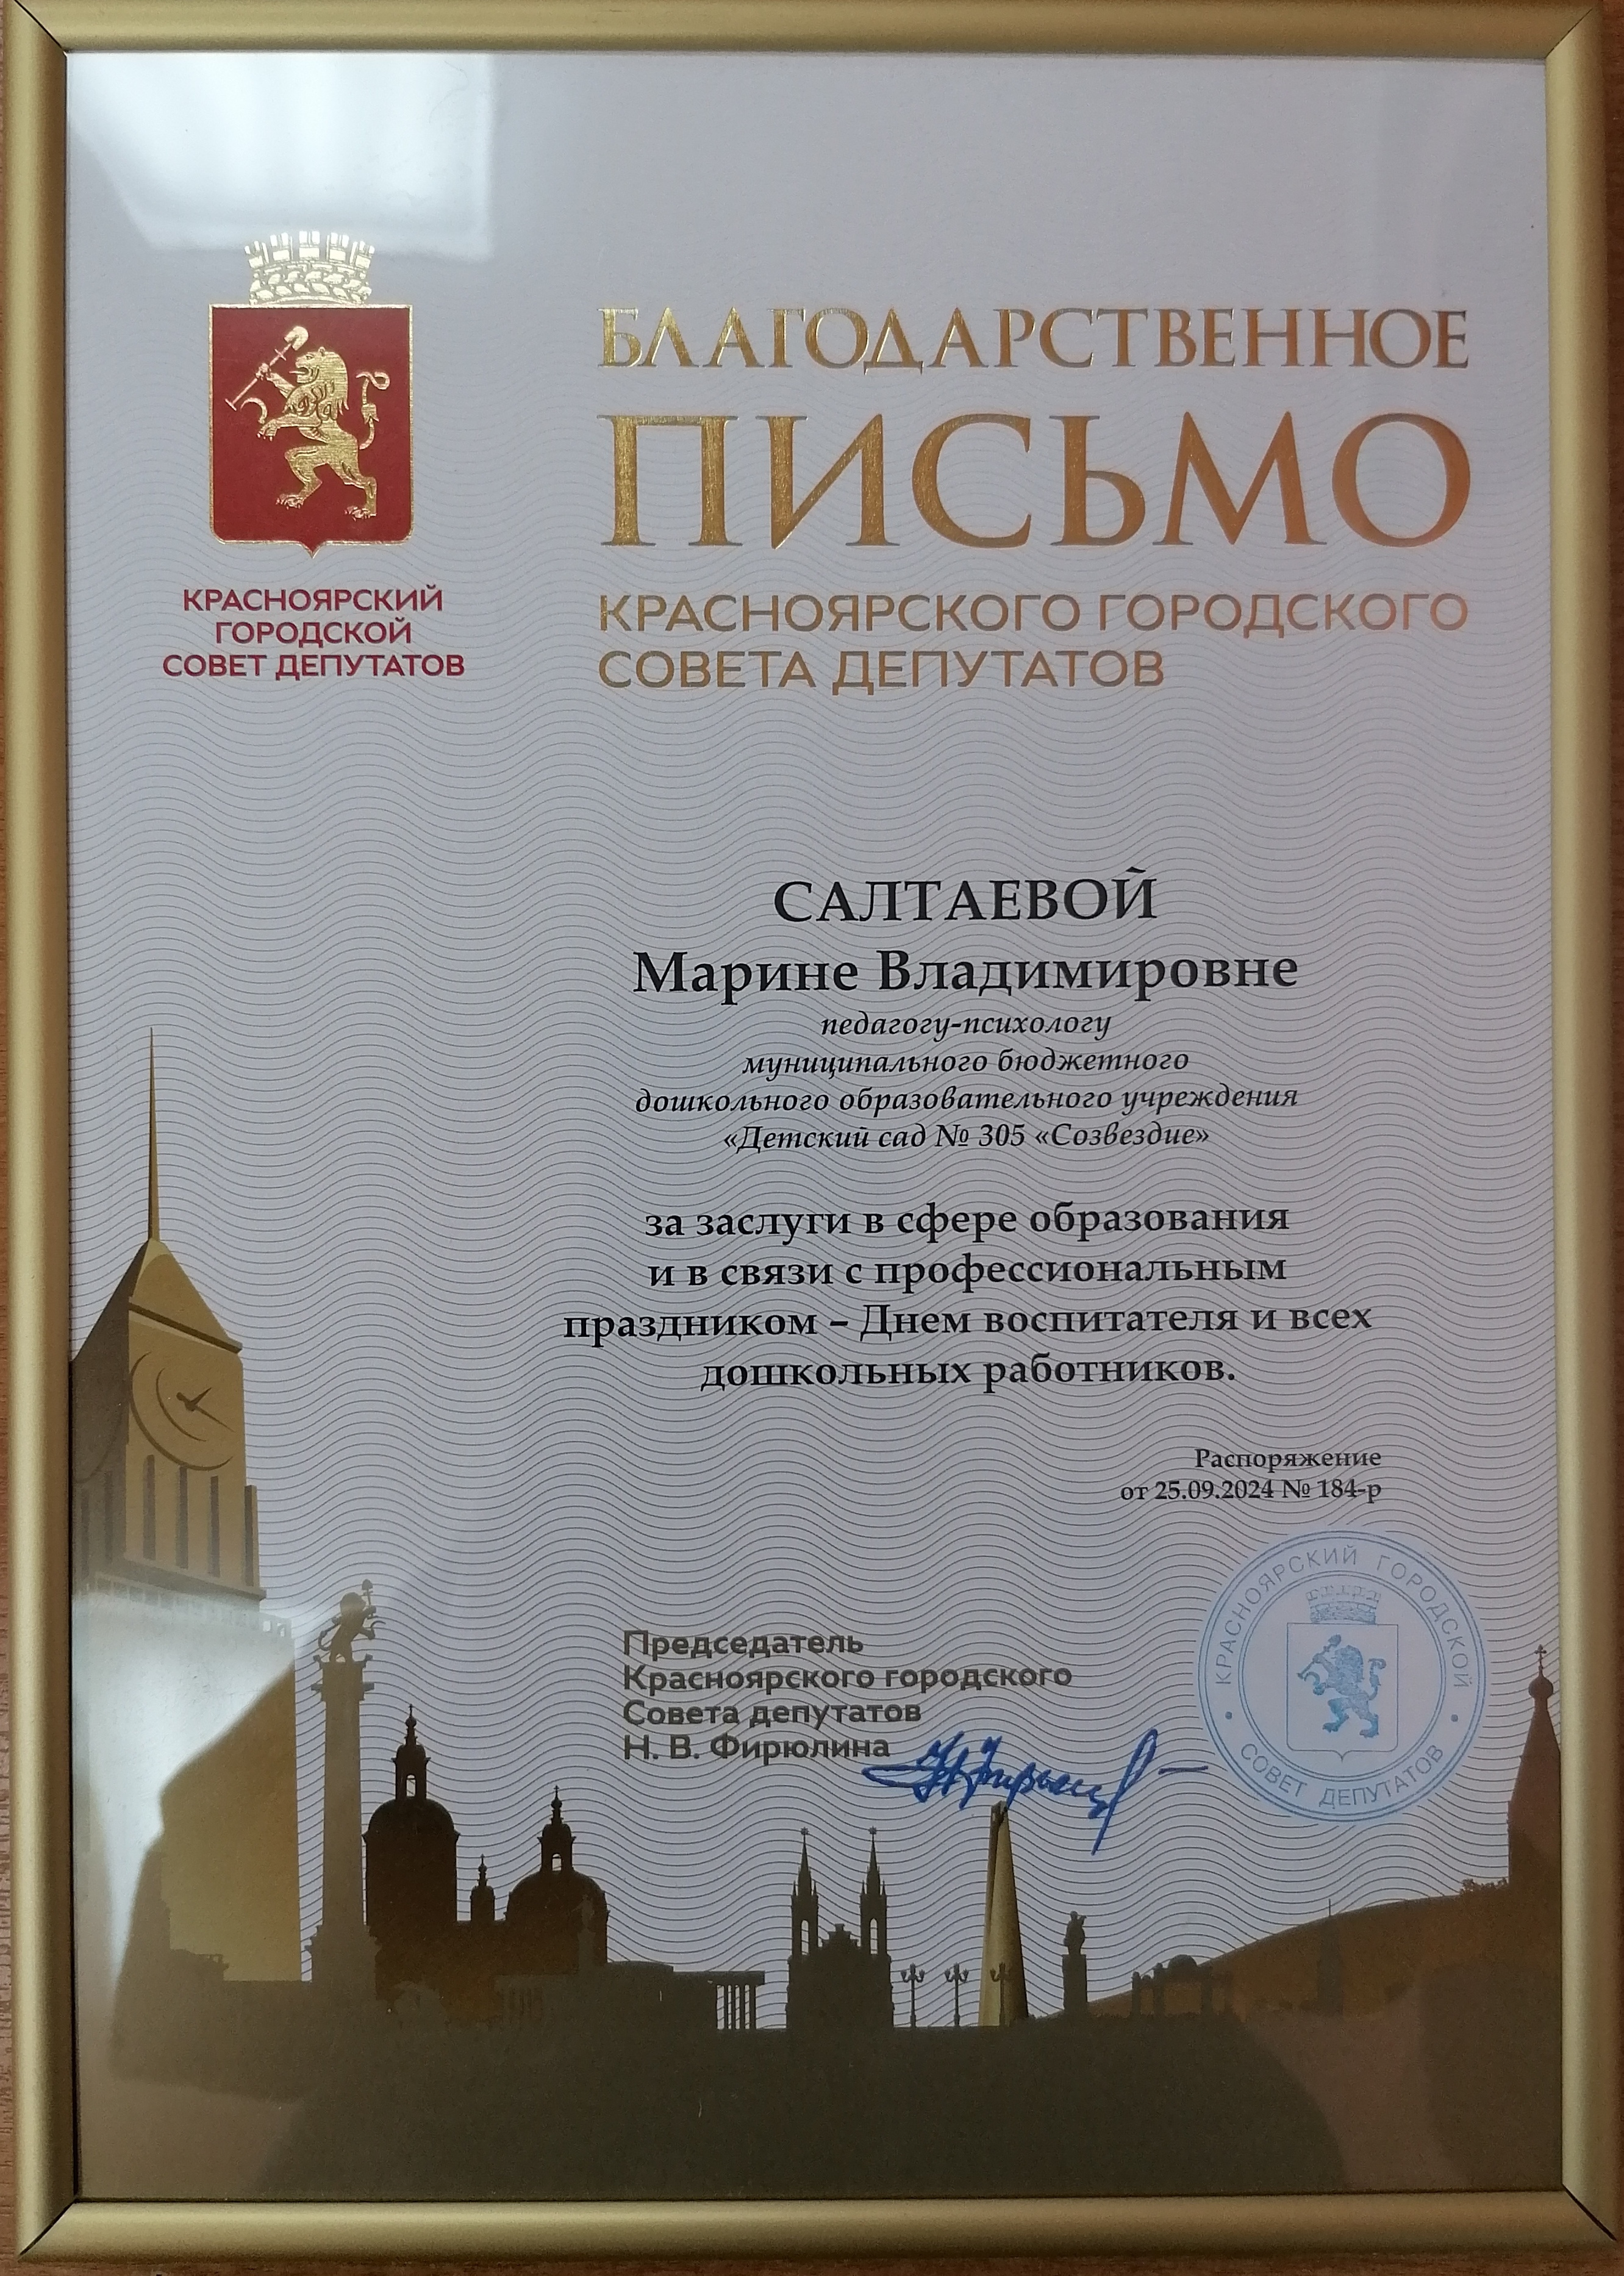 КРАСНОЯРСКИЙ
ГОРОДСКОЙ
СОВЕТ ДЕПУТАТОВ
БЛАГОДАРСТВЕННОЕ
ПИСЬМО
КРАСНОЯРСКОГО ГОРОДСКОГО
СОВЕТА ДЕПУТАТОВ
САЛТАЕВОЙ
Марине Владимировне
педагогу-психологу
муниципального бюджетного
дошкольного образовательного учреждения
«Детский сад № 305 «Созвездие»
за заслуги в сфере образования
и в связи с профессиональным
праздником – Днем воспитателя и всех
дошкольных работников.
Распоряжение
от 25.09.2024 № 184-р
Председатель
Красноярского городского
Совета депутатов
Н. В. Фирюлина
КРАСНОЯРСКИЙ ГОРОДСКОЙ
СОВЕТ ДЕПУТАТОВ